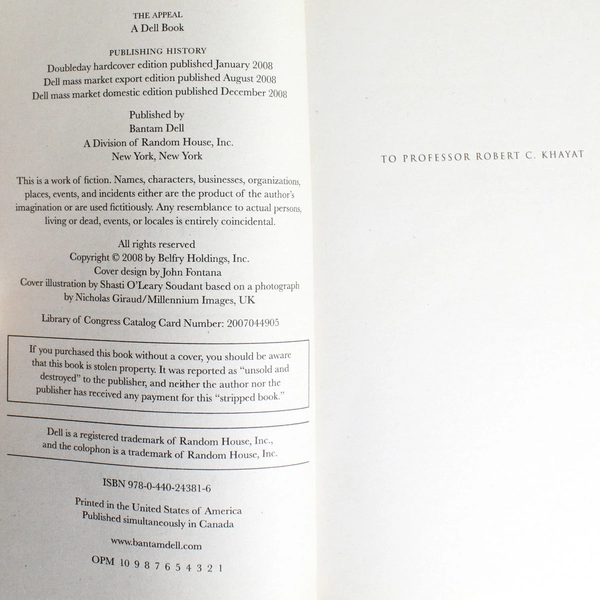 THE APPEAL
A Dell Book
PUBLISHING HISTORY
Doubleday hardcover edition published January 2008
Dell mass market export edition published August 2008
Dell mass market domestic edition published December 2008
Published by
Bantam Dell
A Division of Random House, Inc.
New York, New York
This is a work of fiction. Names, characters, businesses, organizations,
places, events, and incidents either are the product of the author's
imagination or are used fictitiously. Any resemblance to actual persons,
living or dead, events, or locales is entirely coincidental.
All rights reserved
Copyright © 2008 by Belfry Holdings, Inc.
Cover design by John Fontana
Cover illustration by Shasti O'Leary Soudant based on a photograph
by Nicholas Giraud/Millennium Images, UK
Library of Congress Catalog Card Number: 2007044905
If you purchased this book without a cover, you should be aware
that this book is stolen property. It was reported as "unsold and
destroyed" to the publisher, and neither the author nor the
publisher has received any payment for this "stripped book."
Dell is a registered trademark of Random House, Inc.,
and the colophon is a trademark of Random House, Inc.
ISBN 978-0-440-24381-6
Printed in the United States of America
Published simultaneously in Canada
www.bantamdell.com
OPM 10 9 8 7 6 5 4 3 2 1
TO PROFESSOR ROBERT C. KHAYAT